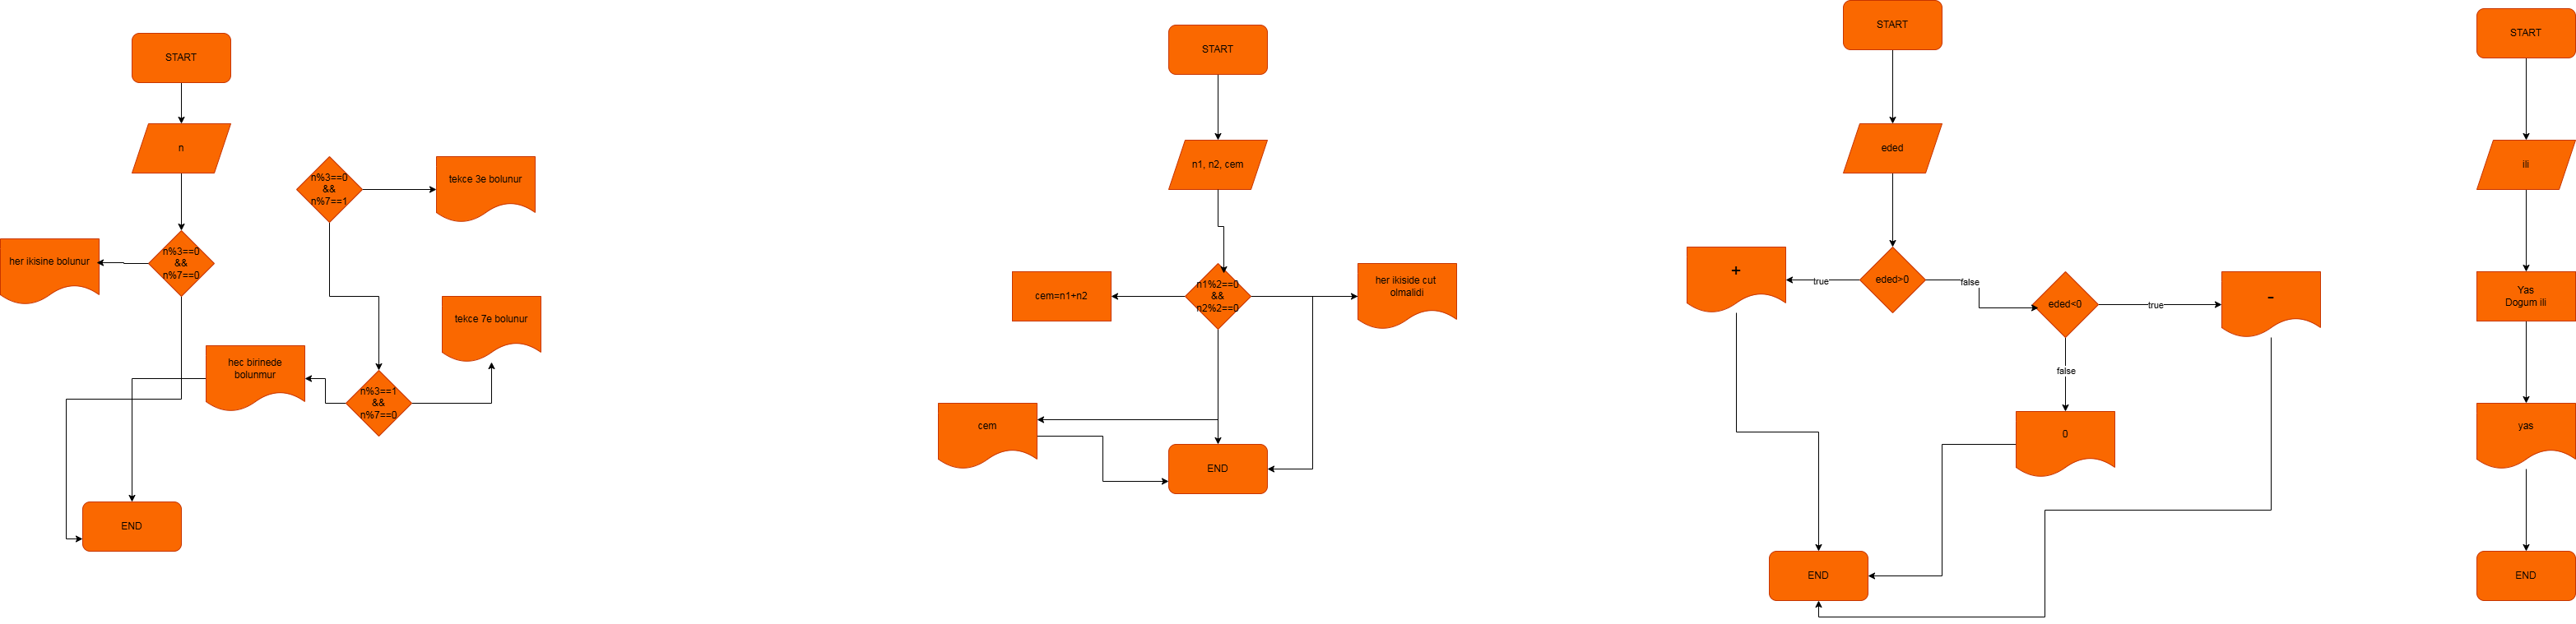 START
n
n%3==0
&&
n%7==0
her ikisine bolunur
n%3==0
&&
n%7==1
tekce 3e bolunur
tekce 7e bolunur
n%3==1
&&
n%7==0
hec birinede
bolunmur
END
START
n1, n2, cem
n1%2==0
&&
n2%2==0
cem=n1+n2
her ikiside cut
olmalidi
cem
END
START
eded
eded>0
true
+
false
eded<0
true
-
false
0
END
START
ili
Yas
Dogum ili
yas
END